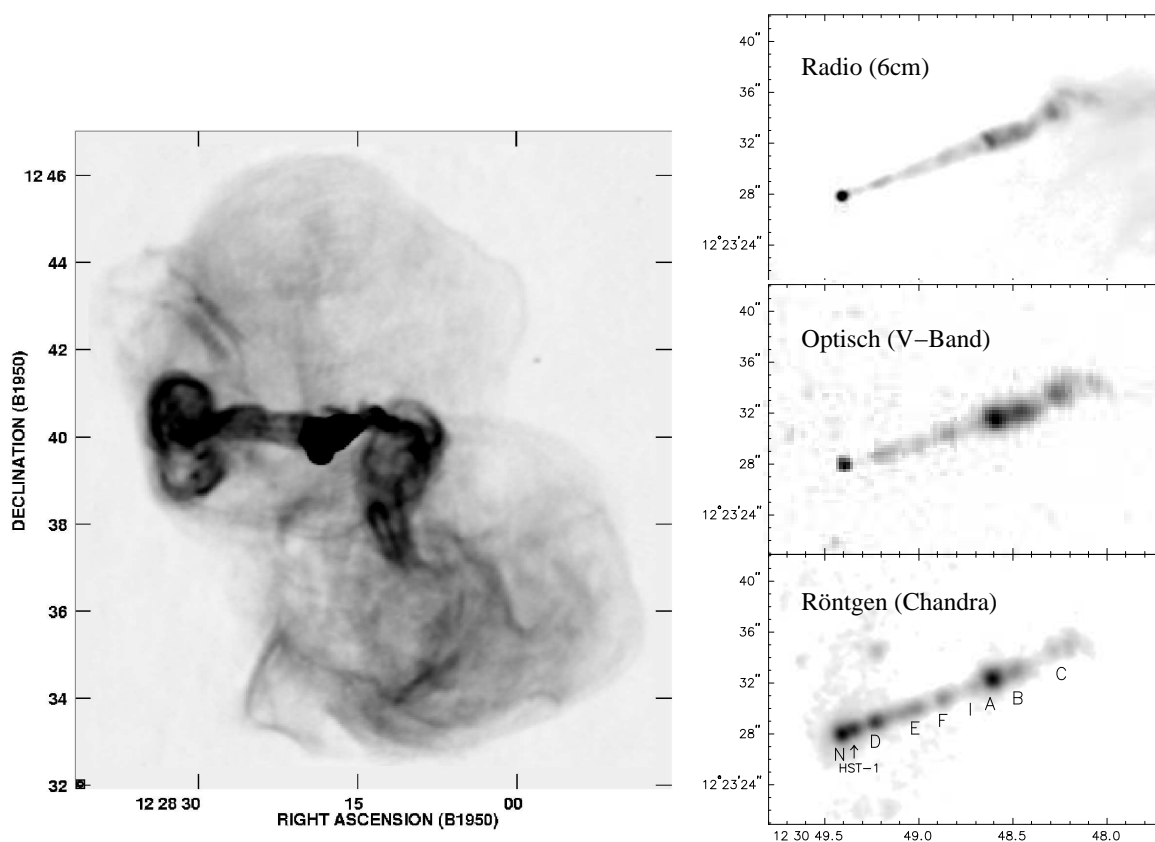 12 46
44
42
40
38
36
34
32
DECLINATION (B1950)
12 28 30
15
00
RIGHT ASCENSION (B1950)
40"
Radio (6cm)
36"
32"
28"
12°23'24"
40"
Optisch (V−Band)
36"
32"
28"
12°23'24"
40"
Röntgen (Chandra)
36"
32"
28"
12°23'24"
N
HST−1
D
E
F
I
A
B
C
12 30 49.5
49.0
48.5
48.0